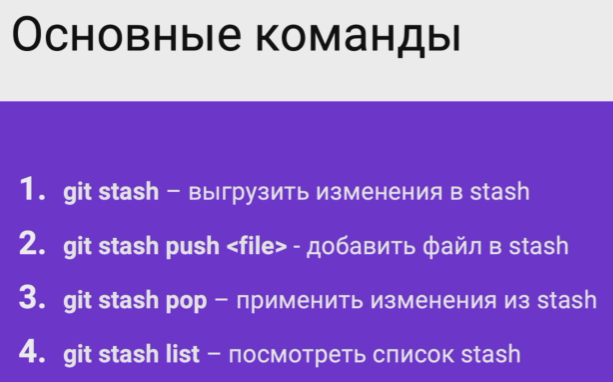 Основные команды
1. git stash – выгрузить изменения в stash
2. git stash push <file> - добавить файл в stash
3. git stash pop – применить изменения из stash
4. git stash list – посмотреть список stash